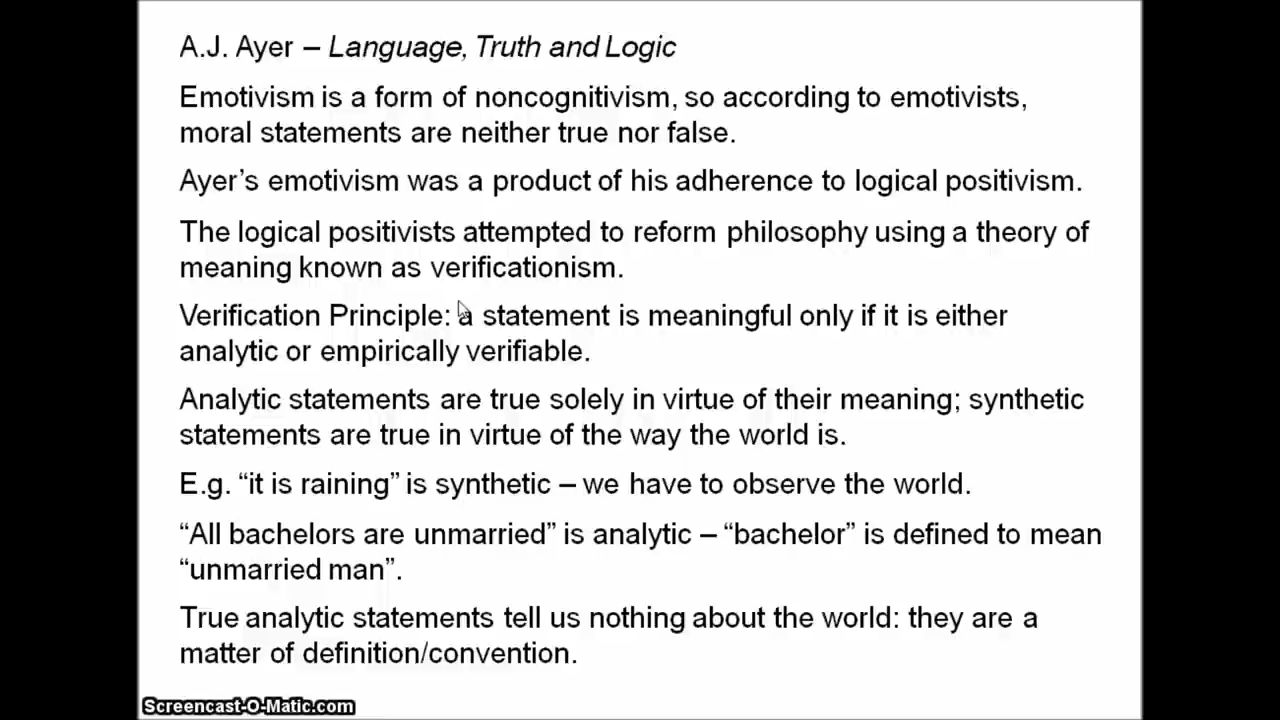 A.J. Ayer – Language, Truth and Logic
Emotivism is a form of noncognitivism, so according to emotivists,
moral statements are neither true nor false.
Ayer’s emotivism was a product of his adherence to logical positivism.
The logical positivists attempted to reform philosophy using a theory of
meaning known as verificationism.
Verification Principle: a statement is meaningful only if it is either
analytic or empirically verifiable.
Analytic statements are true solely in virtue of their meaning; synthetic
statements are true in virtue of the way the world is.
E.g. “it is raining” is synthetic – we have to observe the world.
“All bachelors are unmarried” is analytic – “bachelor” is defined to mean
“unmarried man”.
True analytic statements tell us nothing about the world: they are a
matter of definition/convention.
Screencast-O-Matic.com